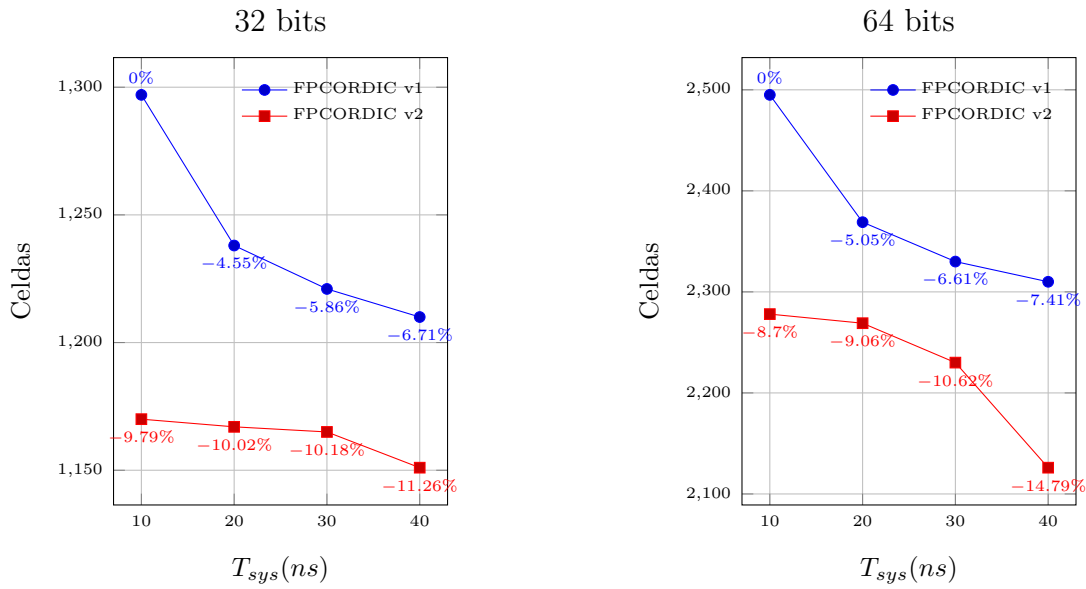 32 bits
1,300
1,250
1,200
1,150
Celdas
0%
−4.55%
−5.86%
−6.71%
−9.79%
−10.02%
−10.18%
−11.26%
FPCORDIC v1
FPCORDIC v2
10 20 30 40
T_sys(ns)
64 bits
2,500
2,400
2,300
2,200
2,100
Celdas
0%
−5.05%
−6.61%
−7.41%
−8.7%
−9.06%
−10.62%
−14.79%
FPCORDIC v1
FPCORDIC v2
10 20 30 40
T_sys(ns)